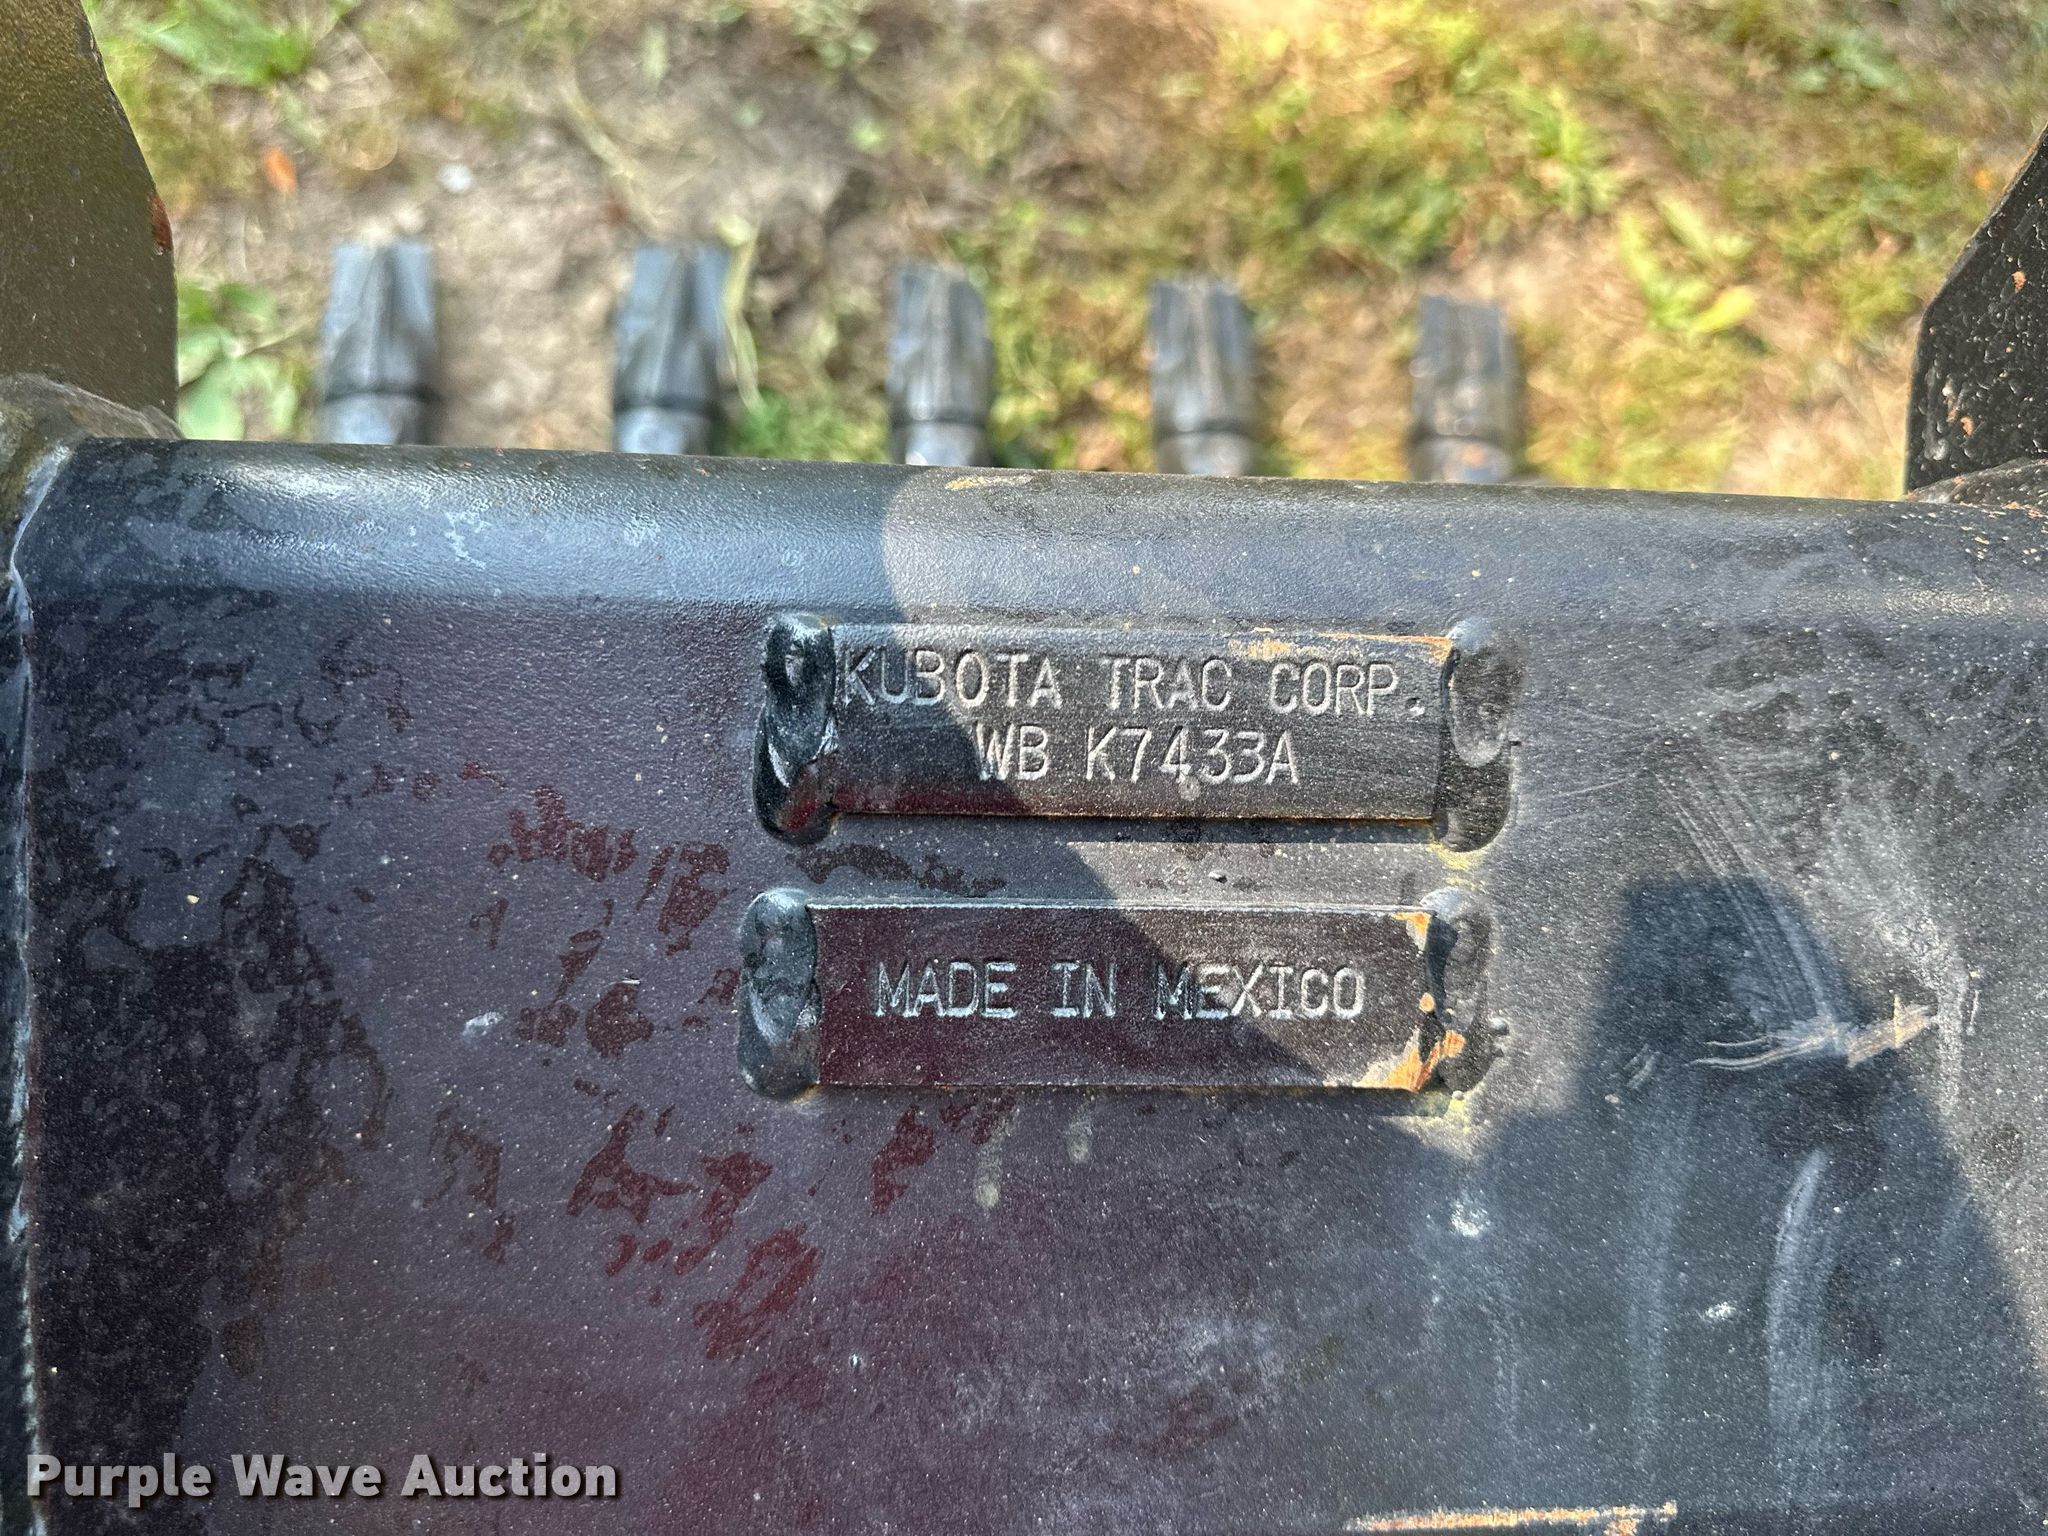 KUBOTA TRAC CORP.
WB K7433A
MADE IN MEXICO
Purple Wave Auction